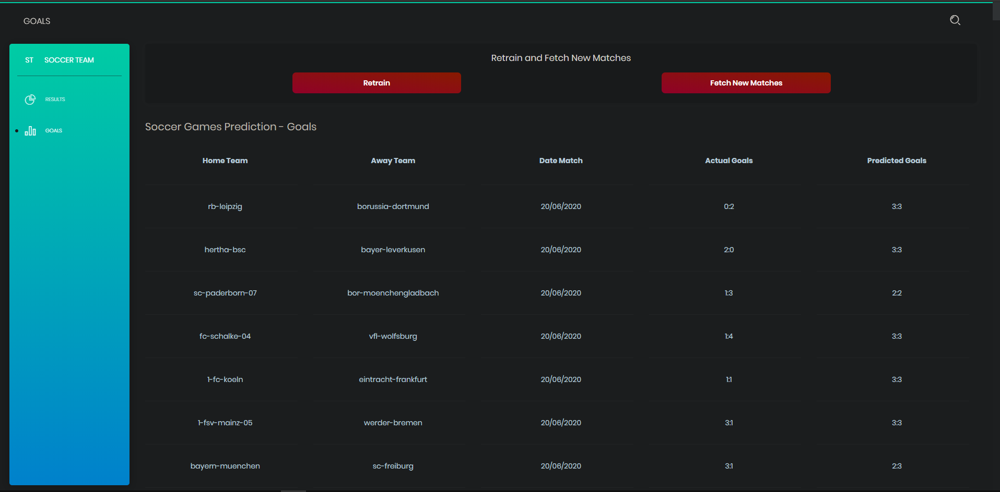 GOALS
ST SOCCER TEAM
RESULTS
GOALS
Retrain and Fetch New Matches
Retrain Fetch New Matches
Soccer Games Prediction - Goals
Home Team Away Team Date Match Actual Goals Predicted Goals
rb-leipzig borussia-dortmund 20/06/2020 0:2 3:3
hertha-bsc bayer-leverkusen 20/06/2020 2:0 3:3
sc-paderborn-07 bor-moenchengladbach 20/06/2020 1:3 2:2
fc-schalke-04 vfl-wolfsburg 20/06/2020 1:4 3:3
1-fc-koeln eintracht-frankfurt 20/06/2020 1:1 3:3
1-fsv-mainz-05 werder-bremen 20/06/2020 3:1 3:3
bayern-muenchen sc-freiburg 20/06/2020 3:1 2:3